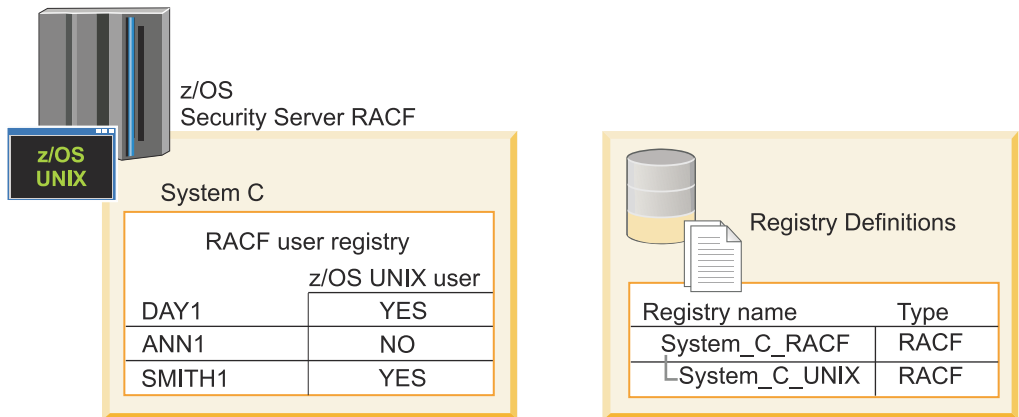 z/OS
Security Server RACF
z/OS
UNIX
System C
RACF user registry
z/OS UNIX user
DAY1 YES
ANN1 NO
SMITH1 YES
Registry Definitions
Registry name Type
System_C_RACF RACF
System_C_UNIX RACF